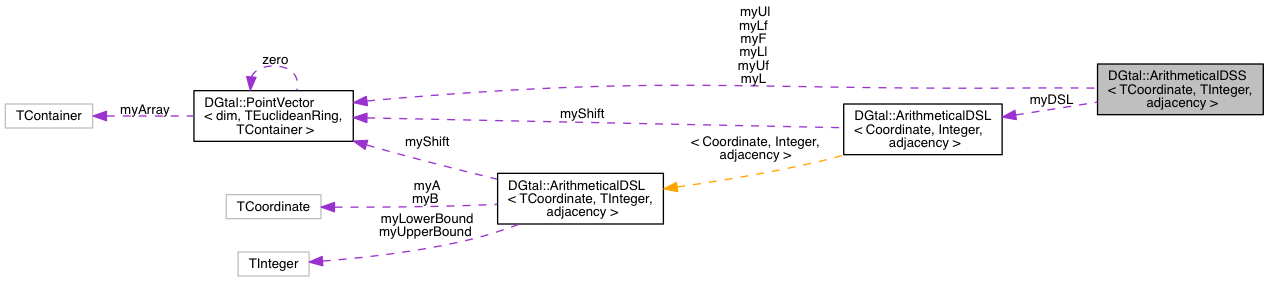 myUl
myLf
myF
myLl
myUf
myL
zero
DGtal::ArithmeticalDSS
< TCoordinate, TInteger,
adjacency >
myDSL
DGtal::PointVector
< dim, TEuclideanRing,
TContainer >
myArray
TContainer
myShift
DGtal::ArithmeticalDSL
< Coordinate, Integer,
adjacency >
myShift
< Coordinate, Integer,
adjacency >
DGtal::ArithmeticalDSL
< TCoordinate, TInteger,
adjacency >
myA
myB
TCoordinate
myLowerBound
myUpperBound
TInteger